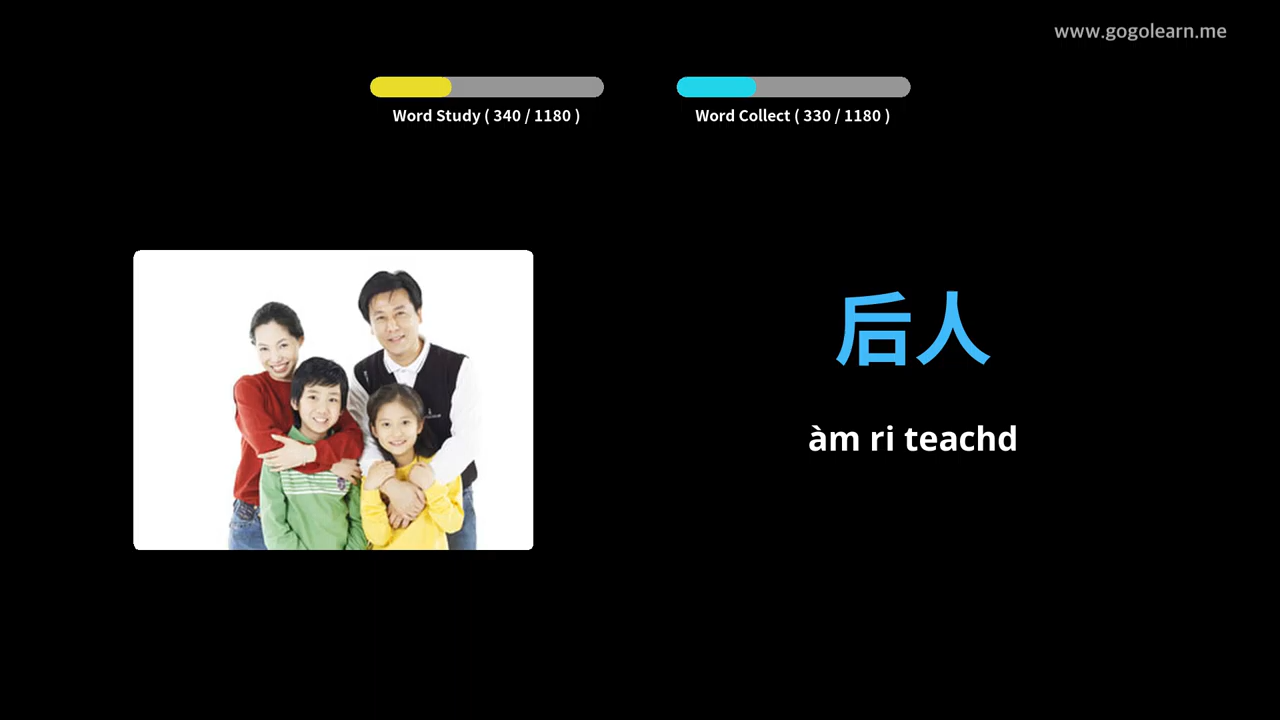 www.gogolearn.me
Word Study ( 340 / 1180 )
Word Collect ( 330 / 1180 )
后人
àm ri teachd